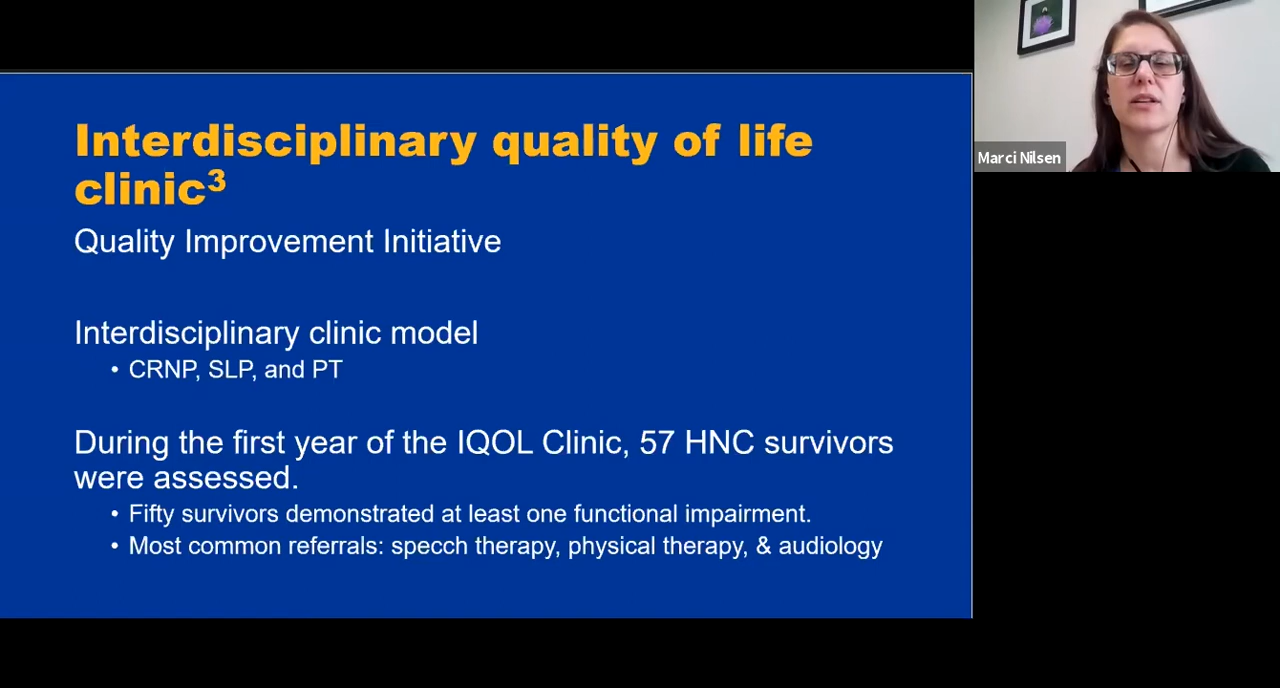 Interdisciplinary quality of life
clinic³
Quality Improvement Initiative
Interdisciplinary clinic model
• CRNP, SLP, and PT
During the first year of the IQOL Clinic, 57 HNC survivors
were assessed.
• Fifty survivors demonstrated at least one functional impairment.
• Most common referrals: specch therapy, physical therapy, & audiology
Marci Nilsen